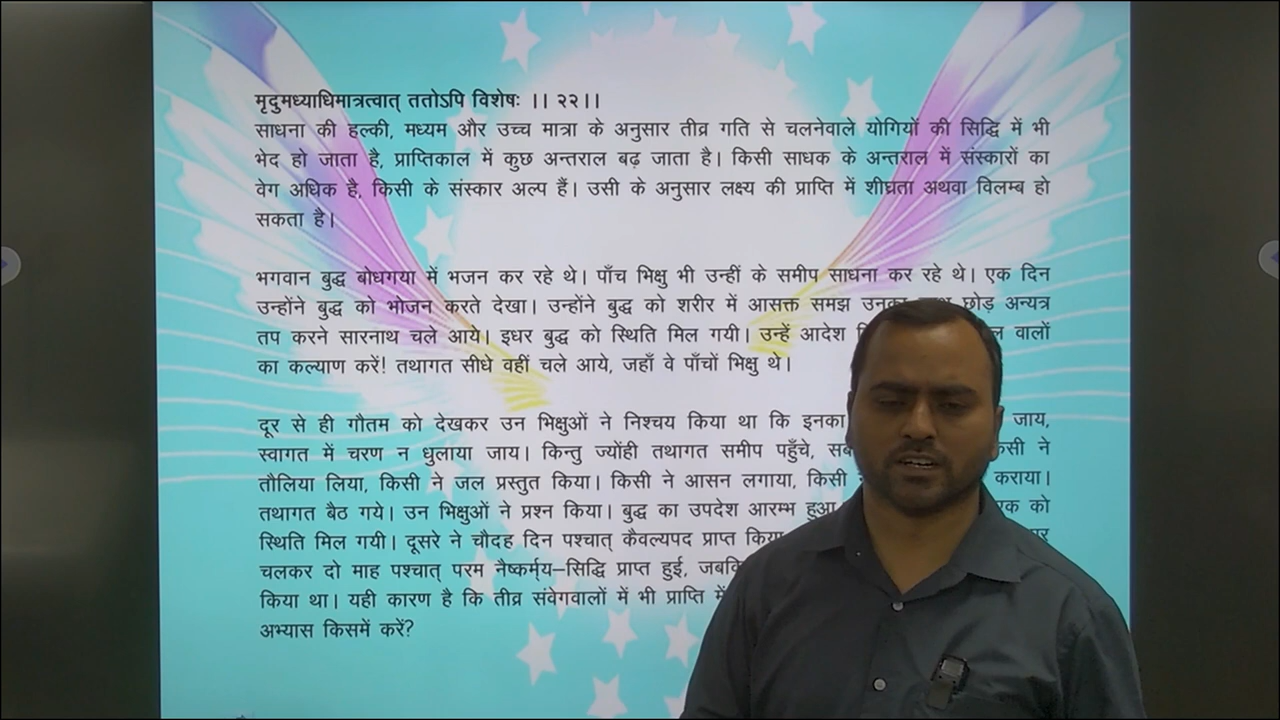 मृदुमध्याधिमात्रत्वात् ततोऽपि विशेषः ।। २२।।
साधना की हल्की, मध्यम और उच्च मात्रा के अनुसार तीव्र गति से चलनेवाले योगियों की सिद्धि में भी
भेद हो जाता है, प्राप्तिकाल में कुछ अन्तराल बढ़ जाता है। किसी साधक के अन्तराल में संस्कारों का
वेग अधिक है, किसी के संस्कार अल्प हैं। उसी के अनुसार लक्ष्य की प्राप्ति में शीघ्रता अथवा विलम्ब हो
सकता है।
भगवान बुद्ध बोधगया में भजन कर रहे थे। पाँच भिक्षु भी उन्हीं के समीप साधना कर रहे थे। एक दिन
उन्होंने बुद्ध को भोजन करते देखा। उन्होंने बुद्ध को शरीर में आसक्त समझ छोड़ अन्यत्र
तप करने सारनाथ चले आये। इधर बुद्ध को स्थिति मिल गयी। उन्हें आदेश वालों
का कल्याण करें! तथागत सीधे वहीं चले आये, जहाँ वे पाँचों भिक्षु थे।
दूर से ही गौतम को देखकर उन भिक्षुओं ने निश्चय किया था कि इनका जाय,
स्वागत में चरण न धुलाया जाय। किन्तु ज्योंही तथागत समीप पहुँचे, ने
तौलिया लिया, किसी ने जल प्रस्तुत किया। किसी ने आसन लगाया, किसी कराया।
तथागत बैठ गये। उन भिक्षुओं ने प्रश्न किया। बुद्ध का उपदेश आरम्भ हुआ को
स्थिति मिल गयी। दूसरे ने चौदह दिन पश्चात् कैवल्यपद प्राप्त किया
चलकर दो माह पश्चात् परम नैष्कर्म्य–सिद्धि प्राप्त हुई, जबकि
किया था। यही कारण है कि तीव्र संवेगवालों में भी प्राप्ति में
अभ्यास किसमें करें?